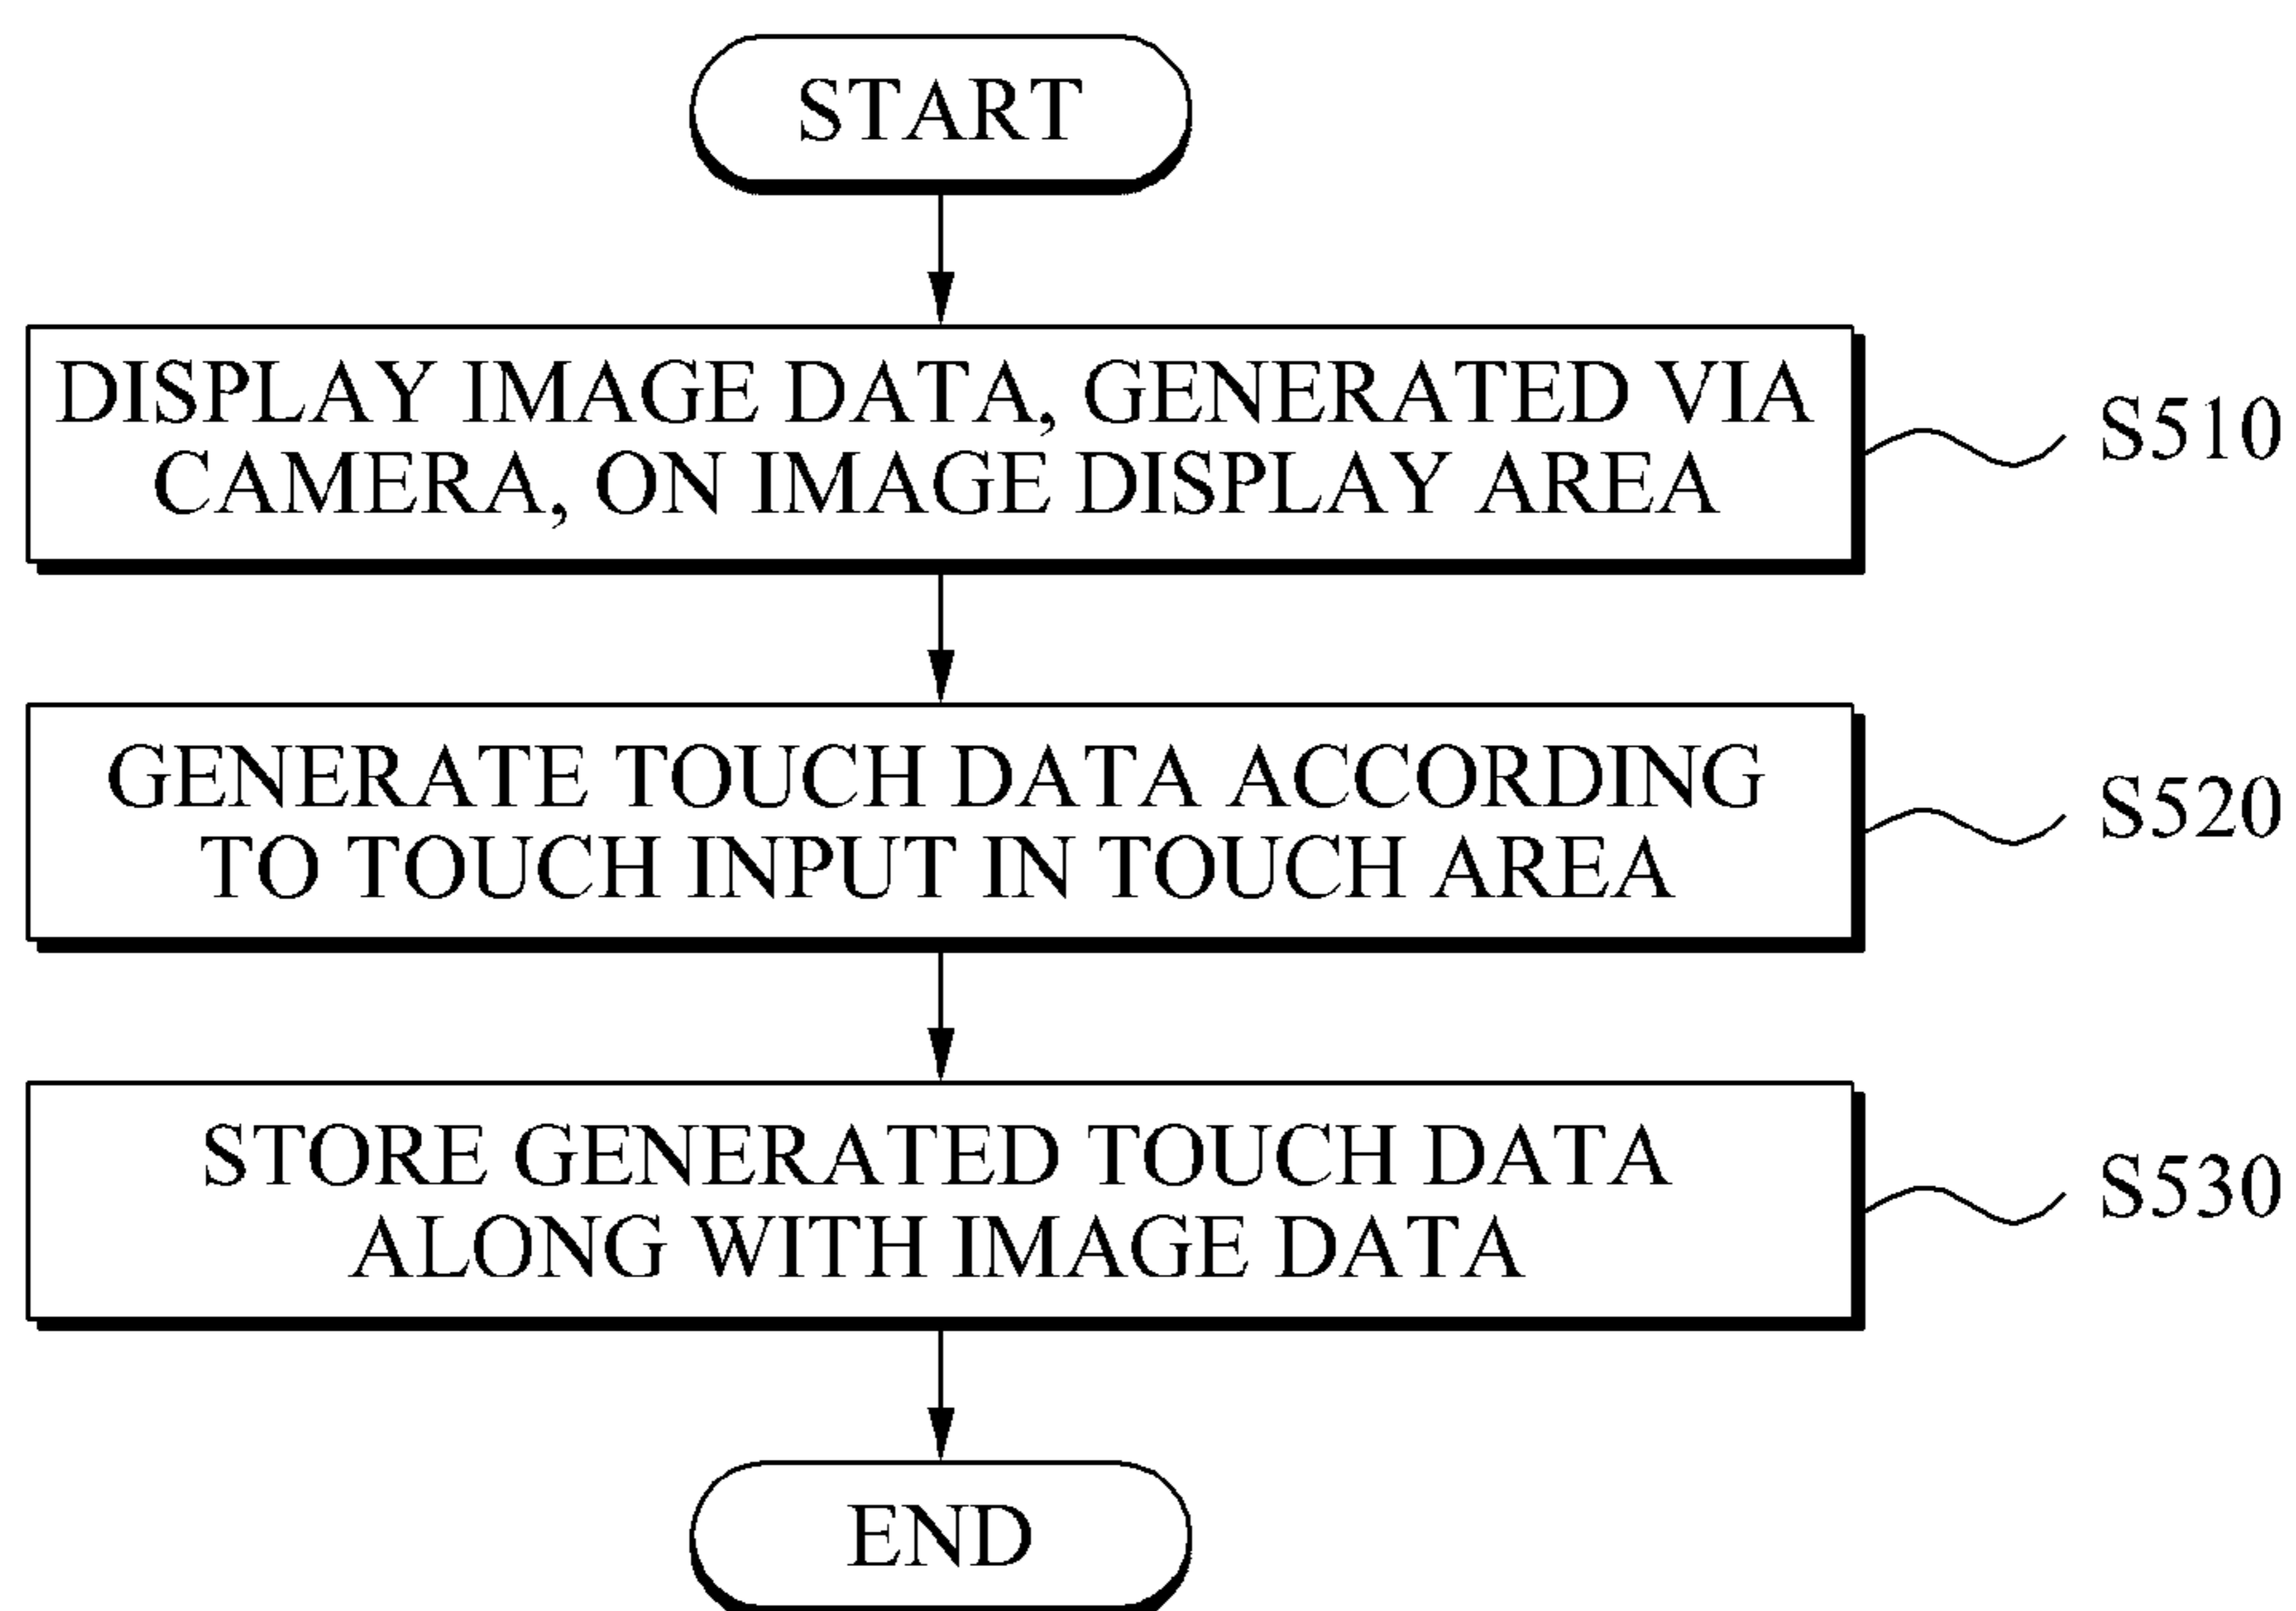 START
DISPLAY IMAGE DATA, GENERATED VIA
CAMERA, ON IMAGE DISPLAY AREA
S510
GENERATE TOUCH DATA ACCORDING
TO TOUCH INPUT IN TOUCH AREA
S520
STORE GENERATED TOUCH DATA
ALONG WITH IMAGE DATA
S530
END